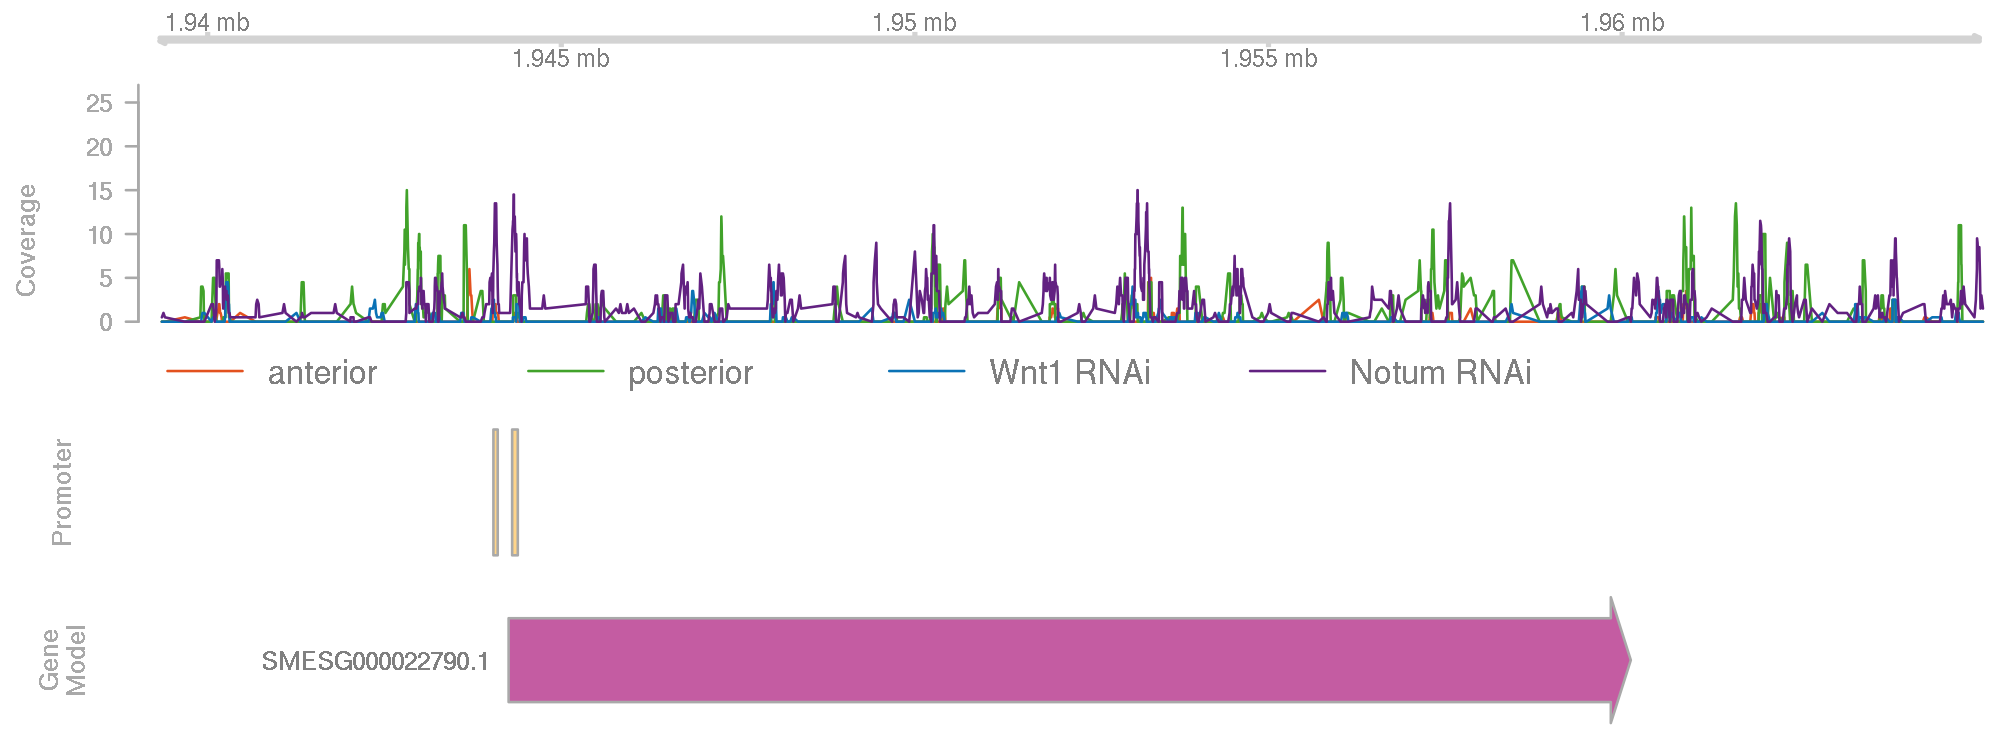 1.94 mb
1.95 mb
1.96 mb
1.945 mb
1.955 mb
25
20
15
10
5
0
Coverage
anterior
posterior
Wnt1 RNAi
Notum RNAi
Promoter
Gene
Model
SMESG000022790.1